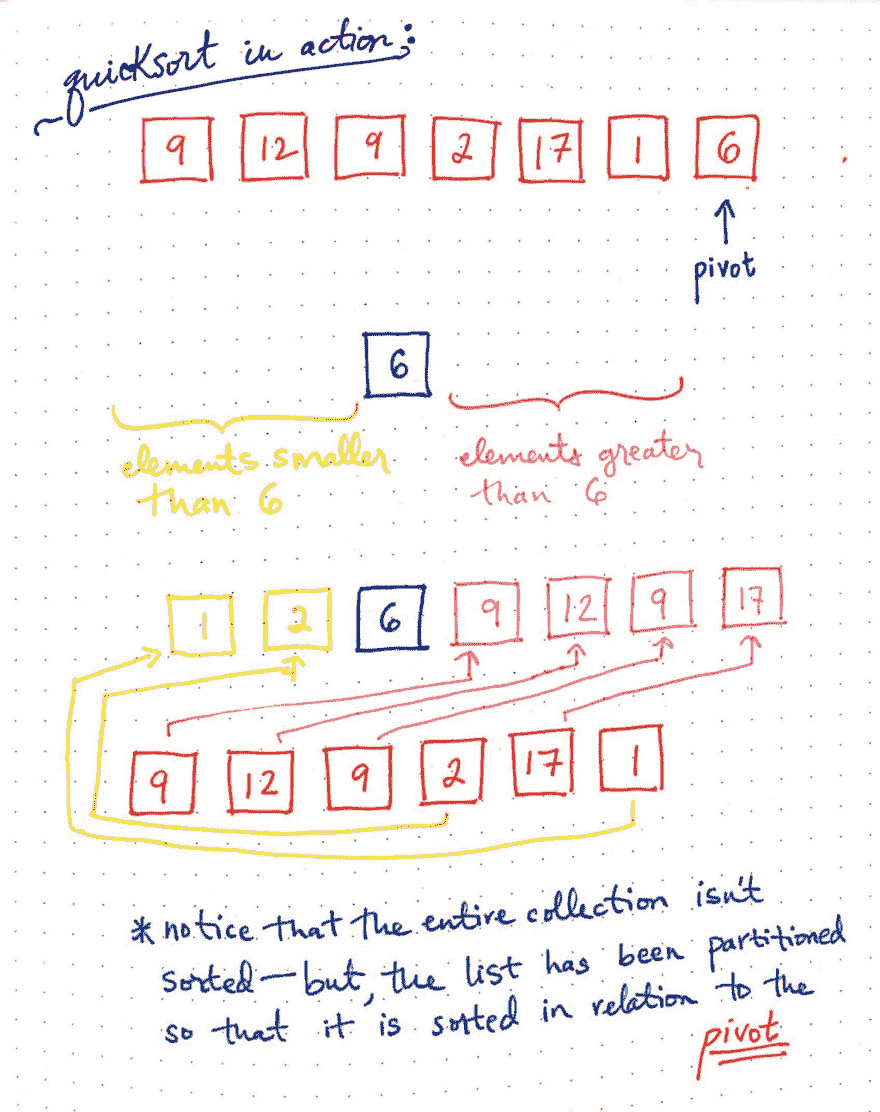 quicksort in action:
9 12 9 2 17 1 6
pivot
6
elements smaller
than 6
elements greater
than 6
1 2 6 9 12 9 17
9 12 9 2 17 1
* notice that the entire collection isn't
sorted — but, the list has been partitioned
so that it is sorted in relation to the
pivot